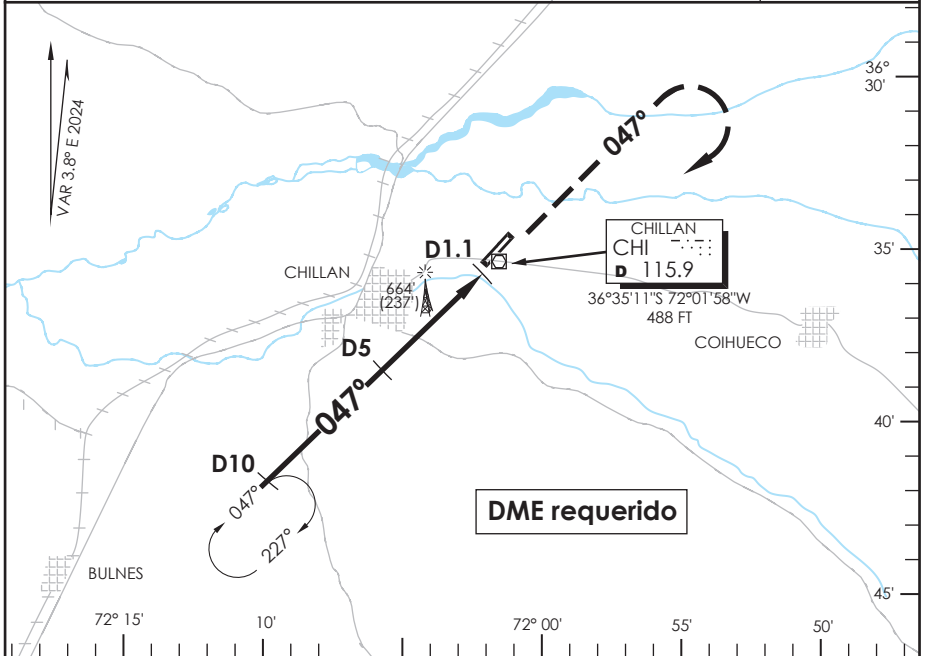 36°
30'
VAR 3.8° E 2024
047°
CHILLAN
CHI
D 115.9
36°35'11"S 72°01'58"W
488 FT
35'
D1.1
CHILLAN
664'
(237')
COIHUECO
D5
047°
40'
D10
047°
227°
DME requerido
BULNES
45'
72° 15'
10'
72° 00'
55'
50'